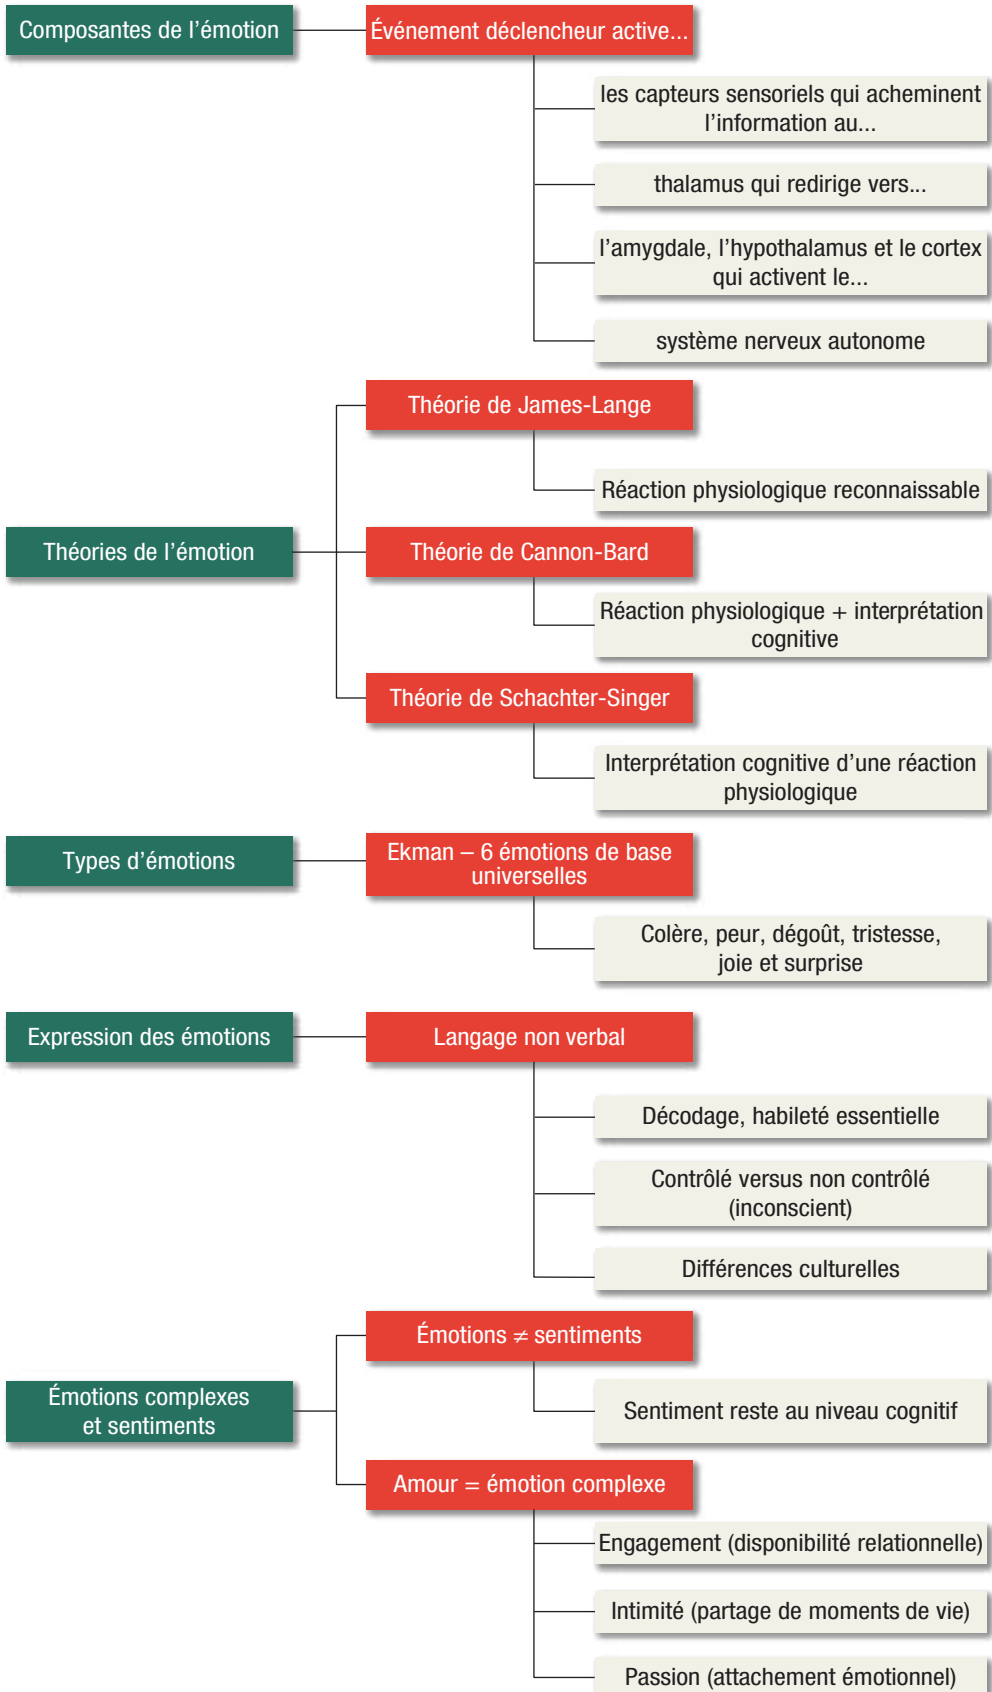 Composantes de l'émotion
Événement déclencheur active...
les capteurs sensoriels qui acheminent
l'information au...
thalamus qui redirige vers...
l'amygdale, l'hypothalamus et le cortex
qui activent le...
système nerveux autonome
Théories de l'émotion
Théorie de James-Lange
Réaction physiologique reconnaissable
Théorie de Cannon-Bard
Réaction physiologique + interprétation
cognitive
Théorie de Schachter-Singer
Interprétation cognitive d'une réaction
physiologique
Types d'émotions
Ekman – 6 émotions de base
universelles
Colère, peur, dégoût, tristesse,
joie et surprise
Expression des émotions
Langage non verbal
Décodage, habileté essentielle
Contrôlé versus non contrôlé
(inconscient)
Différences culturelles
Émotions complexes
et sentiments
Émotions ≠ sentiments
Sentiment reste au niveau cognitif
Amour = émotion complexe
Engagement (disponibilité relationnelle)
Intimité (partage de moments de vie)
Passion (attachement émotionnel)